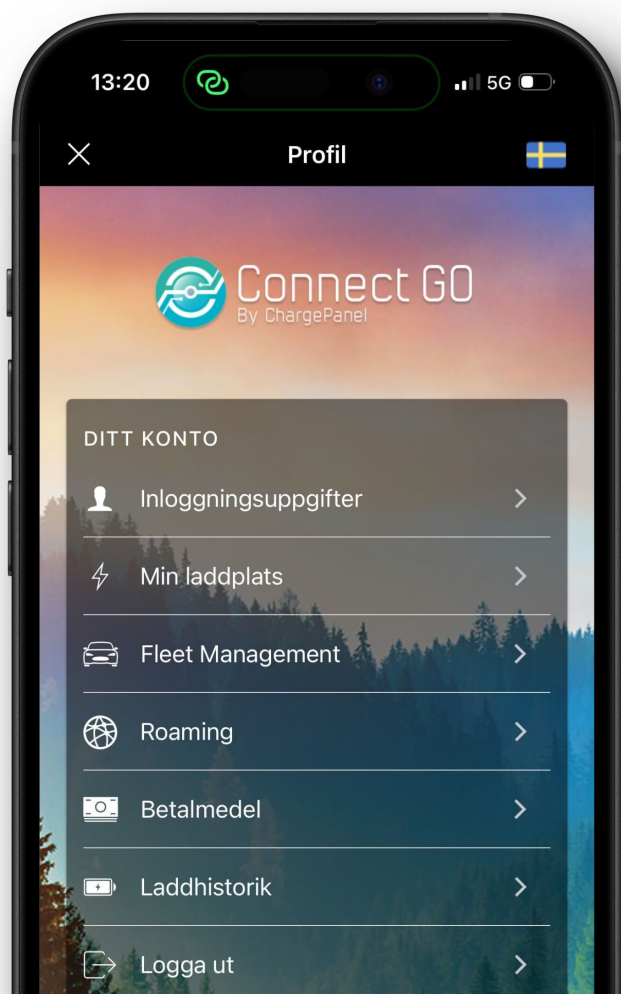 13:20
5G
Profil
Connect GO
By ChargePanel
DITT KONTO
Inloggningsuppgifter
Min laddplats
Fleet Management
Roaming
Betalmedel
Laddhistorik
Logga ut